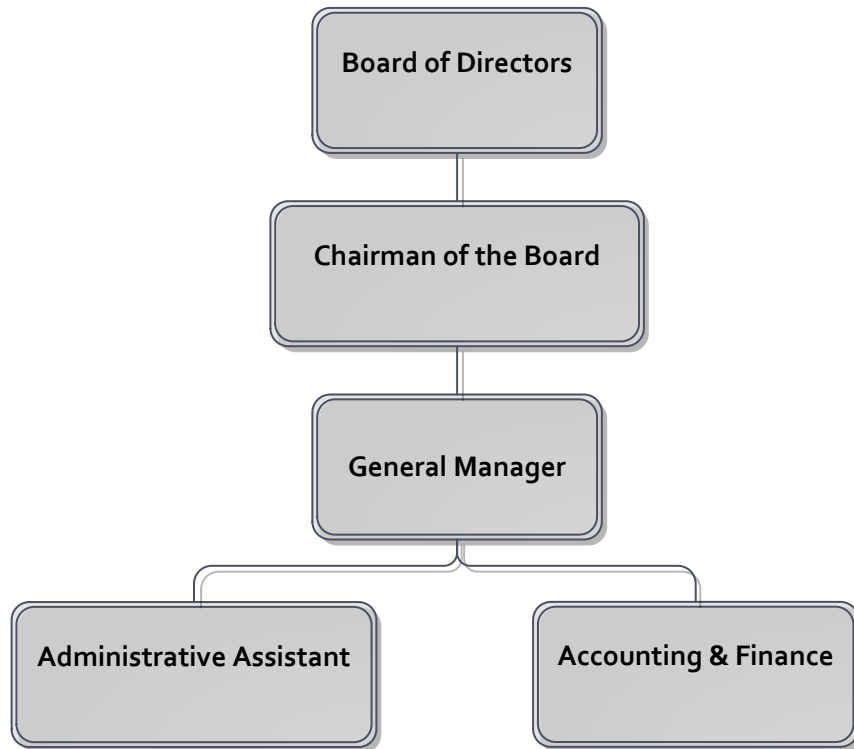 Board of Directors
Chairman of the Board
General Manager
Administrative Assistant
Accounting & Finance